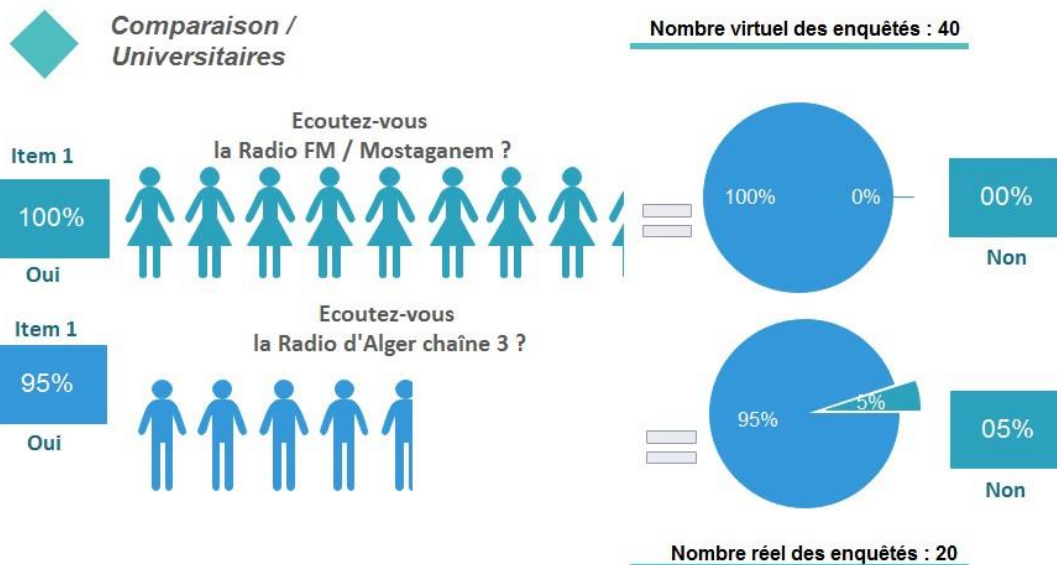 Comparaison /
Universitaires
Nombre virtuel des enquêtés : 40
Ecoutez-vous
la Radio FM / Mostaganem ?
Item 1
100%
Oui
100%
0%
00%
Non
Ecoutez-vous
la Radio d'Alger chaîne 3 ?
Item 1
95%
Oui
95%
5%
05%
Non
Nombre réel des enquêtés : 20